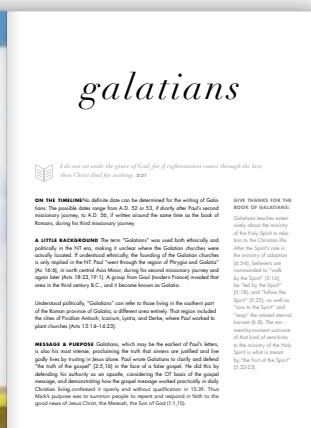 galatians
I do not set aside the grace of God; for if righteousness comes through the law,
then Christ died for nothing. 2:21
ON THE TIMELINE No definite date can be determined for the writing of Gala-
tians. The possible dates range from A.D. 52 or 53, if shortly after Paul's second
missionary journey, to A.D. 56, if written around the same time as the book of
Romans, during his third missionary journey.
A LITTLE BACKGROUND The term "Galatians" was used both ethnically and
politically in the NT era, making it unclear where the Galatian churches were
actually located. If understood ethnically, the founding of the Galatian churches
is only implied in the NT. Paul "went through the region of Phrygia and Galatia"
(Ac 16:6), in north central Asia Minor, during his second missionary journey and
again later (Acts 18:23,19:1). A group from Gaul (modern France) invaded that
area in the third century B.C., and it became known as Galatia.
Understood politically, "Galatians" can refer to those living in the southern part
of the Roman province of Galatia, a different area entirely. That region included
the cities of Pisidian Antioch, Iconium, Lystra, and Derbe, where Paul worked to
plant churches (Acts 13:14-14:23).
MESSAGE & PURPOSE Galatians, which may be the earliest of Paul's letters,
is also his most intense, proclaiming the truth that sinners are justified and live
godly lives by trusting in Jesus alone. Paul wrote Galatians to clarify and defend
"the truth of the gospel" (2:5,16) in the face of a false gospel. He did this by
defending his authority as an apostle, considering the OT basis of the gospel
message, and demonstrating how the gospel message worked practically in daily
Christian living.confessed it openly and without qualification in 15:39. Thus
Mark's purpose was to summon people to repent and respond in faith to the
good news of Jesus Christ, the Messiah, the Son of God (1:1,15).
GIVE THANKS FOR THE
BOOK OF GALATIANS:
Galatians teaches exten-
sively about the ministry
of the Holy Spirit in rela-
tion to the Christian life.
After the Spirit's role in
the ministry of adoption
(4:5-6), believers are
commanded to "walk
by the Spirit" (5:16),
be "led by the Spirit"
(5:18), and "follow the
Spirit" (5:25), as well as
"sow to the Spirit" and
"reap" the related eternal
harvest (6:8). The mo-
ment-by-moment outcome
of that kind of sensitivity
to the ministry of the Holy
Spirit is what is meant
by "the fruit of the Spirit"
(5:22-23).